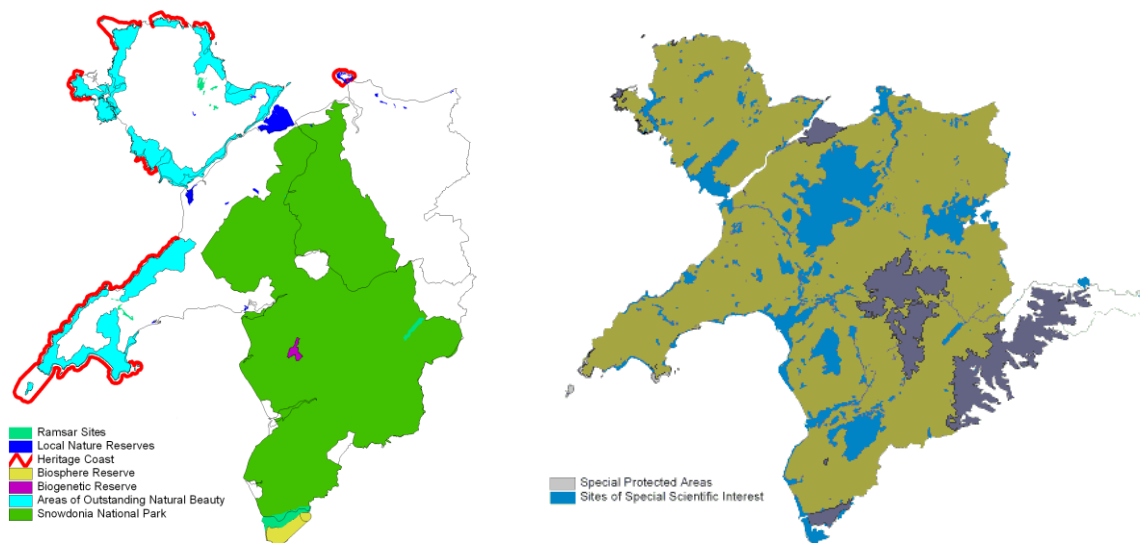 Ramsar Sites
Local Nature Reserves
Heritage Coast
Biosphere Reserve
Biogenetic Reserve
Areas of Outstanding Natural Beauty
Snowdonia National Park
Special Protected Areas
Sites of Special Scientific Interest